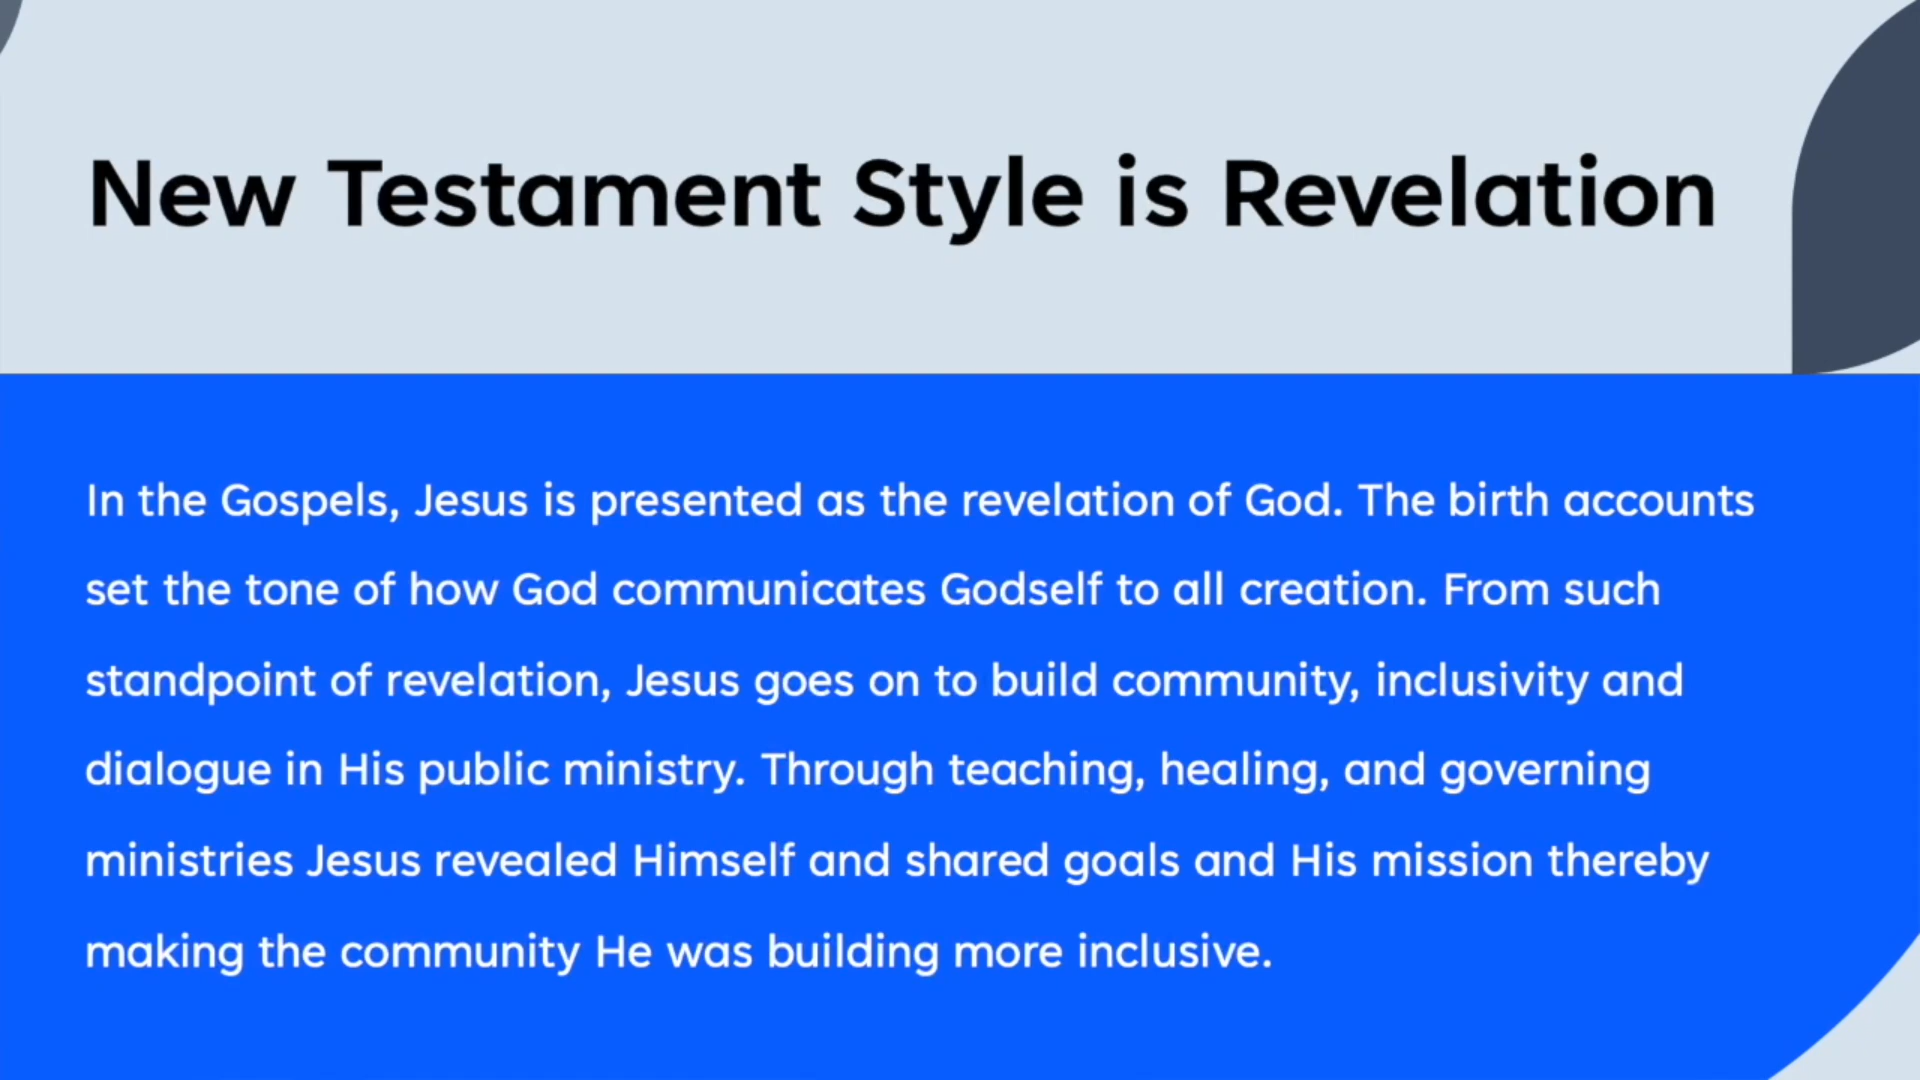 New Testament Style is Revelation
In the Gospels, Jesus is presented as the revelation of God. The birth accounts
set the tone of how God communicates Godself to all creation. From such
standpoint of revelation, Jesus goes on to build community, inclusivity and
dialogue in His public ministry. Through teaching, healing, and governing
ministries Jesus revealed Himself and shared goals and His mission thereby
making the community He was building more inclusive.